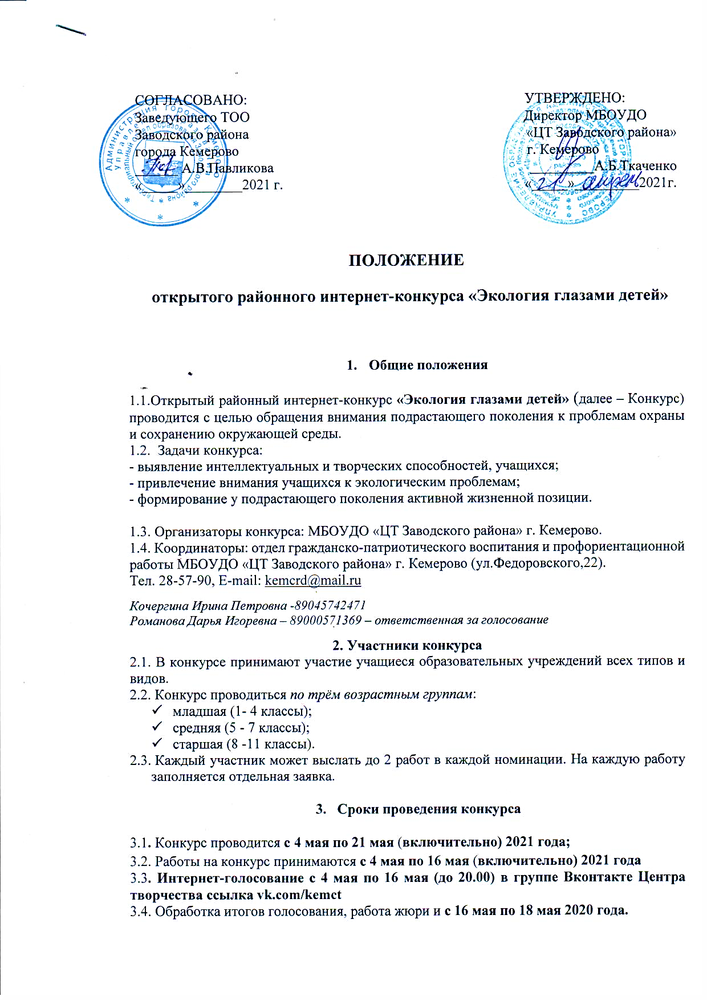 СОГЛАСОВАНО:
Заведующего ТОО
Заводского района
города Кемерово
А.В.Павликова
«______»________2021 г.
УТВЕРЖДЕНО:
Директор МБОУДО
«ЦТ Заводского района»
г. Кемерово
_________А.Б.Ткаченко
«21» апреля 2021г.
ПОЛОЖЕНИЕ
открытого районного интернет-конкурса «Экология глазами детей»
1. Общие положения
1.1.Открытый районный интернет-конкурс «Экология глазами детей» (далее – Конкурс)
проводится с целью обращения внимания подрастающего поколения к проблемам охраны
и сохранению окружающей среды.
1.2. Задачи конкурса:
- выявление интеллектуальных и творческих способностей, учащихся;
- привлечение внимания учащихся к экологическим проблемам;
- формирование у подрастающего поколения активной жизненной позиции.
1.3. Организаторы конкурса: МБОУДО «ЦТ Заводского района» г. Кемерово.
1.4. Координаторы: отдел гражданско-патриотического воспитания и профориентационной
работы МБОУДО «ЦТ Заводского района» г. Кемерово (ул.Федоровского,22).
Тел. 28-57-90, E-mail: kemcrd@mail.ru
Кочергина Ирина Петровна -89045742471
Романова Дарья Игоревна – 89000571369 – ответственная за голосование
2. Участники конкурса
2.1. В конкурсе принимают участие учащиеся образовательных учреждений всех типов и
видов.
2.2. Конкурс проводиться по трём возрастным группам:
✓ младшая (1- 4 классы);
✓ средняя (5 - 7 классы);
✓ старшая (8 -11 классы).
2.3. Каждый участник может выслать до 2 работ в каждой номинации. На каждую работу
заполняется отдельная заявка.
3. Сроки проведения конкурса
3.1. Конкурс проводится с 4 мая по 21 мая (включительно) 2021 года;
3.2. Работы на конкурс принимаются с 4 мая по 16 мая (включительно) 2021 года
3.3. Интернет-голосование с 4 мая по 16 мая (до 20.00) в группе Вконтакте Центра
творчества ссылка vk.com/kemct
3.4. Обработка итогов голосования, работа жюри и с 16 мая по 18 мая 2020 года.